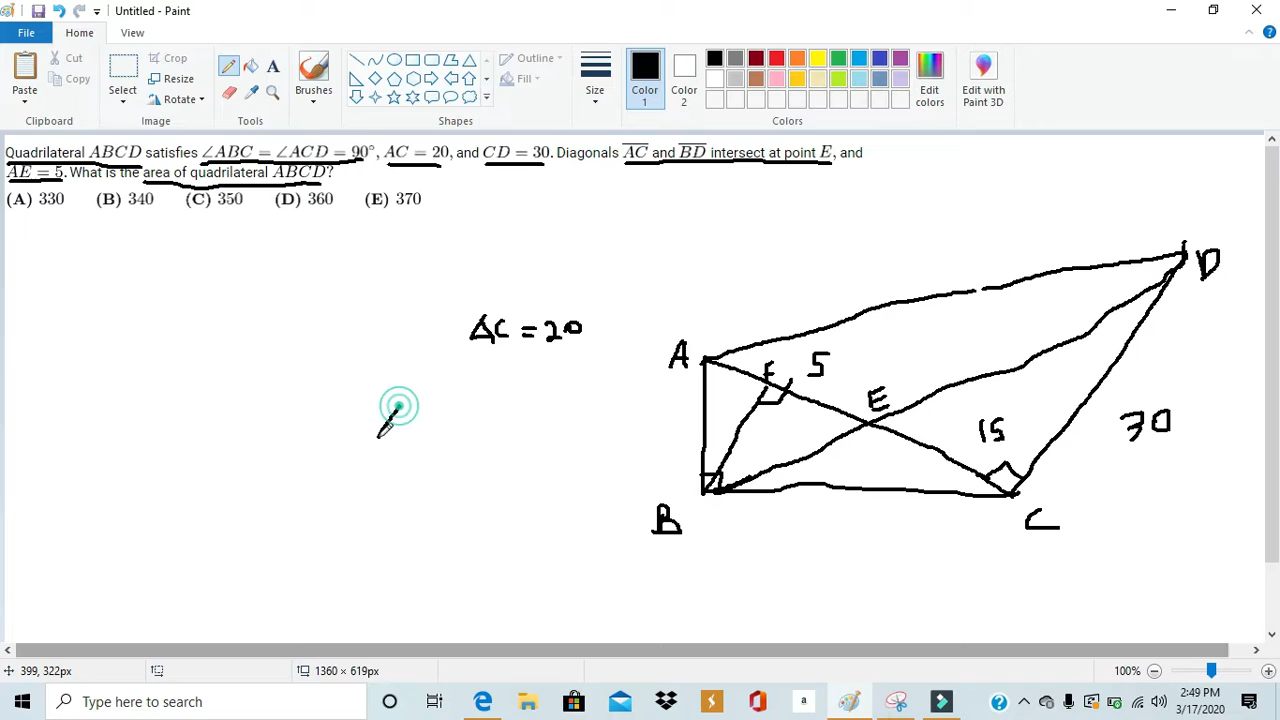 Untitled - Paint
File Home View
Paste Cut Copy Clipboard
Select Crop Resize Rotate Image
Tools
Brushes
Shapes Outline Fill
Size
Color 1 Color 2 Edit colors Colors
Edit with Paint 3D
Quadrilateral ABCD satisfies ∠ABC = ∠ACD = 90°, AC = 20, and CD = 30. Diagonals AC and BD intersect at point E, and
AE = 5. What is the area of quadrilateral ABCD?
(A) 330 (B) 340 (C) 350 (D) 360 (E) 370
D
AC = 20
A
F 5
E
15
30
B
C
399, 322px 1360 × 619px 100%
Type here to search
2:49 PM
3/17/2020